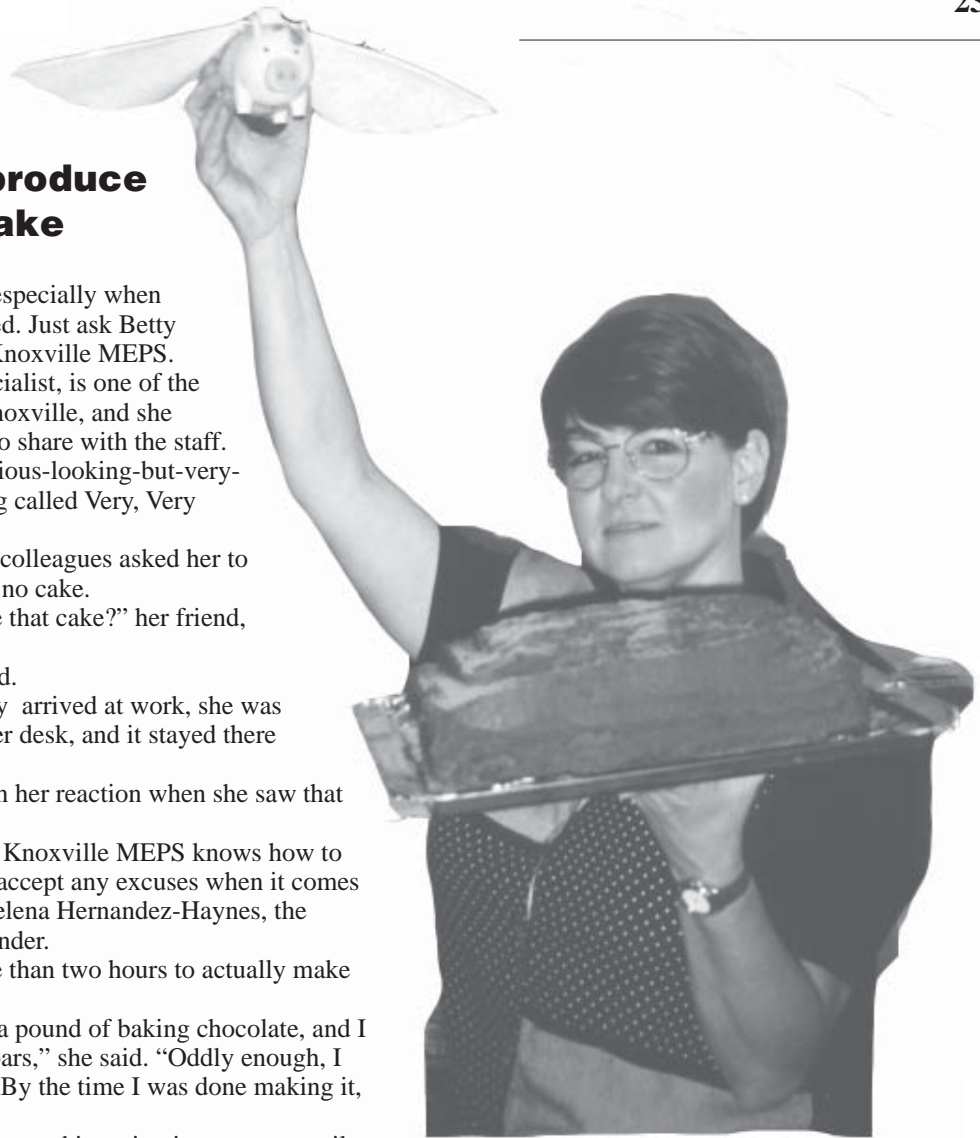 25
produce
ake
especially when
ed. Just ask Betty
Knoxville MEPS.
cialist, is one of the
noxville, and she
o share with the staff.
ious-looking-but-very-
g called Very, Very
colleagues asked her to
no cake.
e that cake?” her friend,
d.
y arrived at work, she was
er desk, and it stayed there
n her reaction when she saw that
Knoxville MEPS knows how to
accept any excuses when it comes
elena Hernandez-Haynes, the
nder.
e than two hours to actually make
a pound of baking chocolate, and I
bars,” she said. “Oddly enough, I
By the time I was done making it,